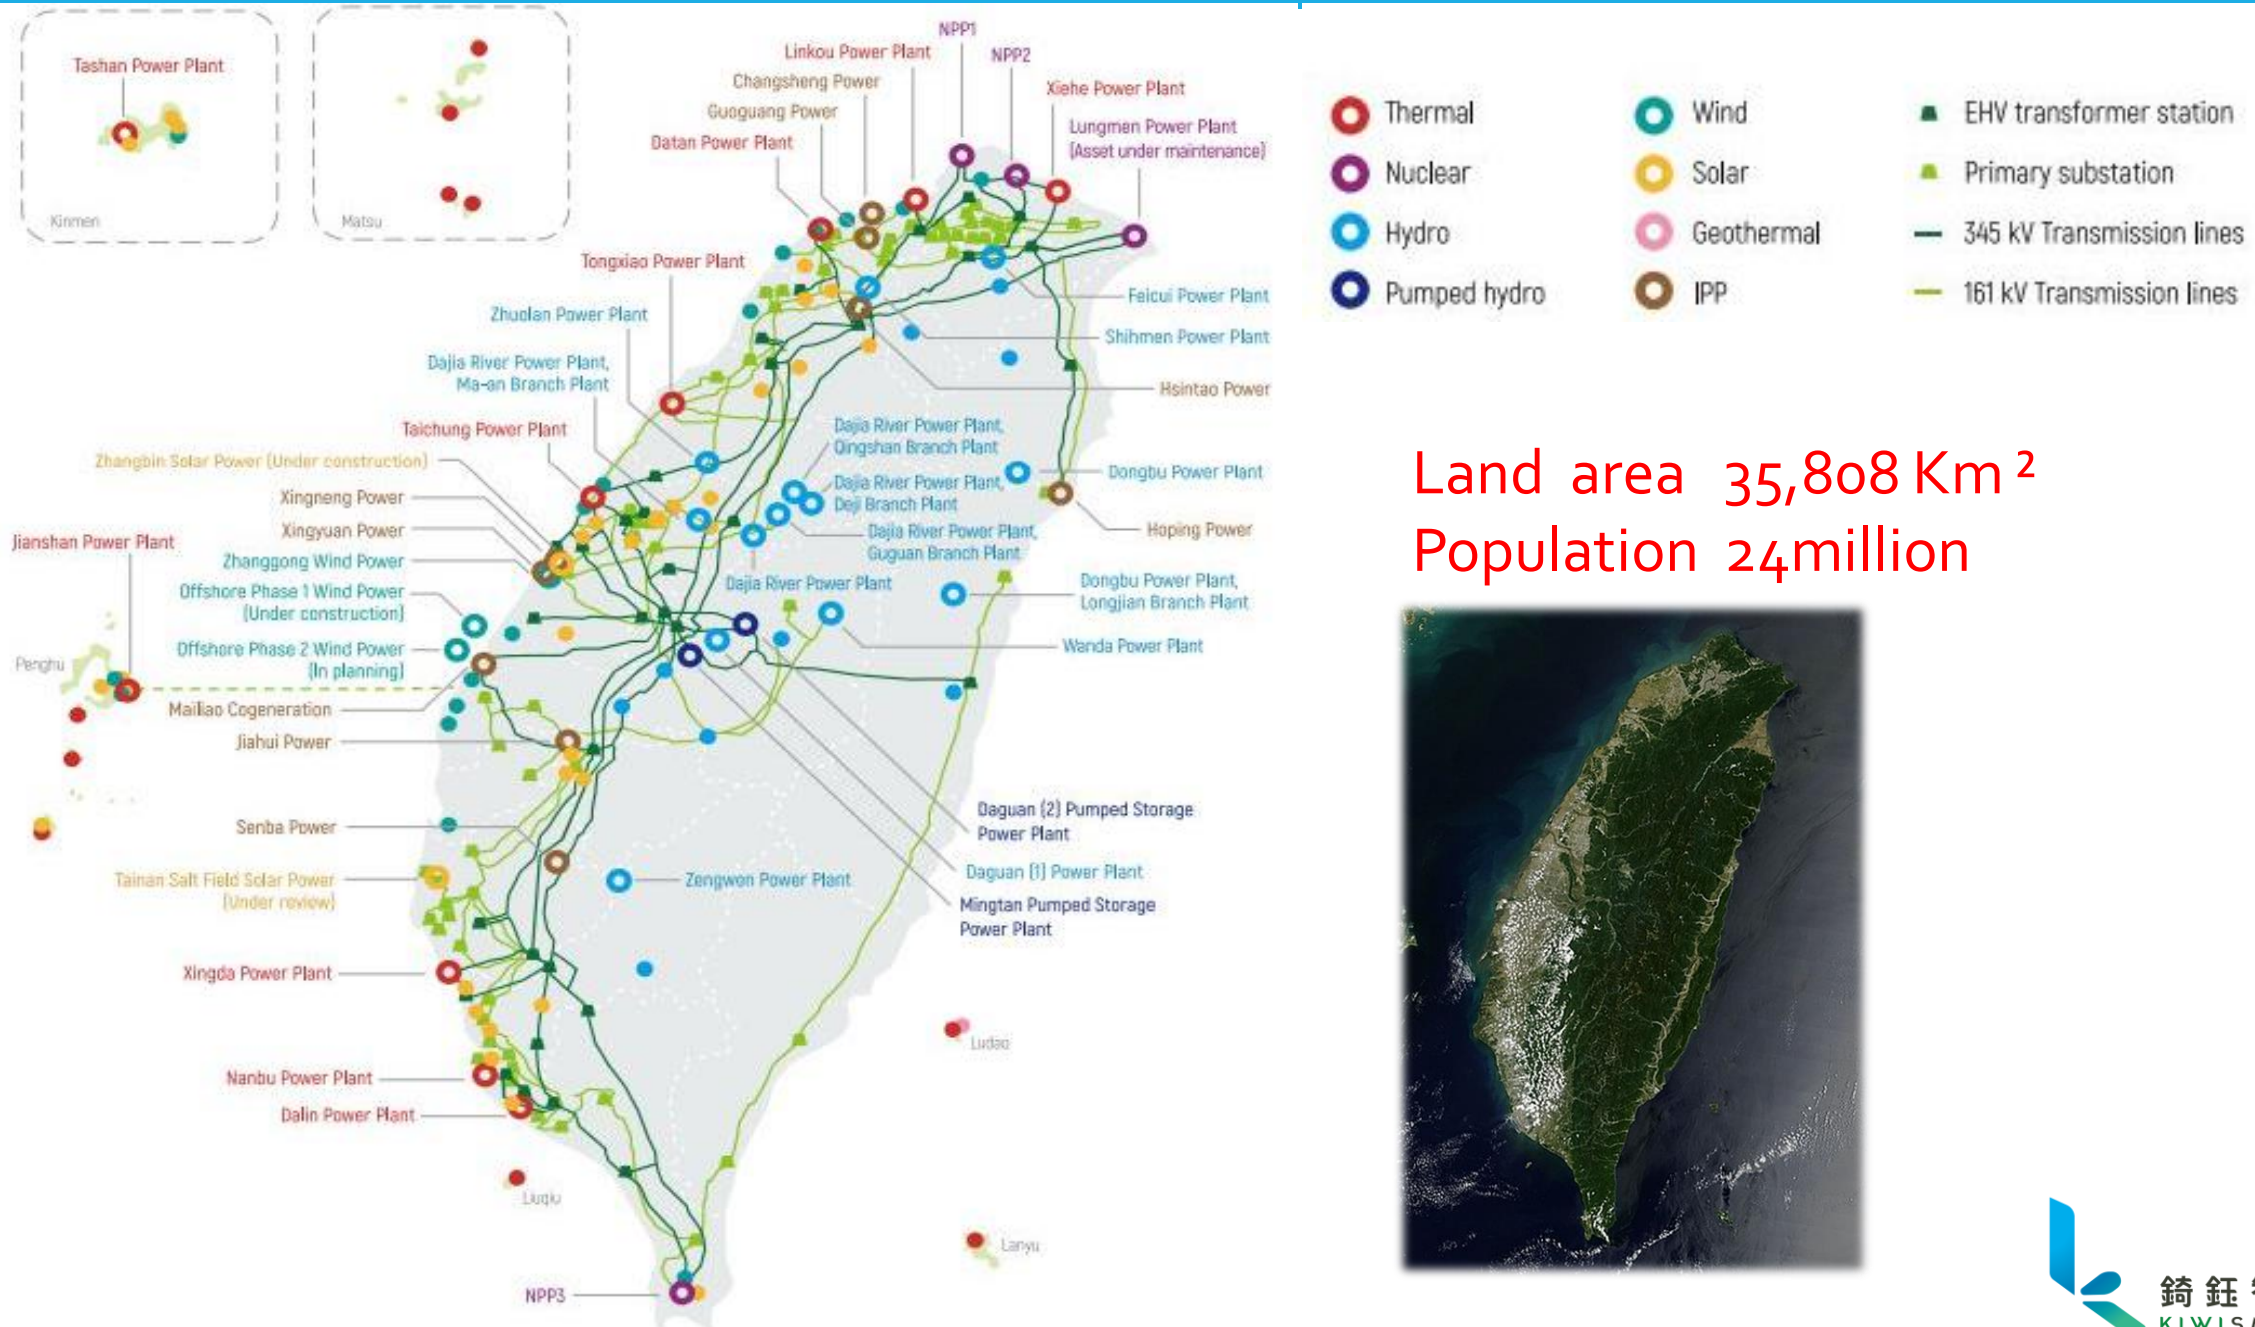 Tashan Power Plant
Kinmen
Matsu
NPP1
Linkou Power Plant
NPP2
Changsheng Power
Xiehe Power Plant
Guoguang Power
Lungmen Power Plant
(Asset under maintenance)
Datan Power Plant
Tongxiao Power Plant
Feicui Power Plant
Zhuolan Power Plant
Shihmen Power Plant
Dajia River Power Plant,
Ma-an Branch Plant
Hsintao Power
Taichung Power Plant
Dajia River Power Plant,
Qingshan Branch Plant
Zhangbin Solar Power (Under construction)
Dongbu Power Plant
Dajia River Power Plant,
Deji Branch Plant
Xingneng Power
Xingyuan Power
Hoping Power
Dajia River Power Plant,
Guguan Branch Plant
Jianshan Power Plant
Zhanggong Wind Power
Dajia River Power Plant
Dongbu Power Plant,
Longjian Branch Plant
Offshore Phase 1 Wind Power
(Under construction)
Wanda Power Plant
Offshore Phase 2 Wind Power
(In planning)
Penghu
Mailiao Cogeneration
Jiahui Power
Daguan (2) Pumped Storage
Power Plant
Senba Power
Daguan (1) Power Plant
Tainan Salt Field Solar Power
(Under review)
Zengwen Power Plant
Mingtan Pumped Storage
Power Plant
Xingda Power Plant
Ludao
Nanbu Power Plant
Dalin Power Plant
Liuqiu
Lanyu
NPP3
Thermal
Nuclear
Hydro
Pumped hydro
Wind
Solar
Geothermal
IPP
EHV transformer station
Primary substation
345 kV Transmission lines
161 kV Transmission lines
Land area 35,808 Km ²
Population 24million
錡鈺
KIWISA